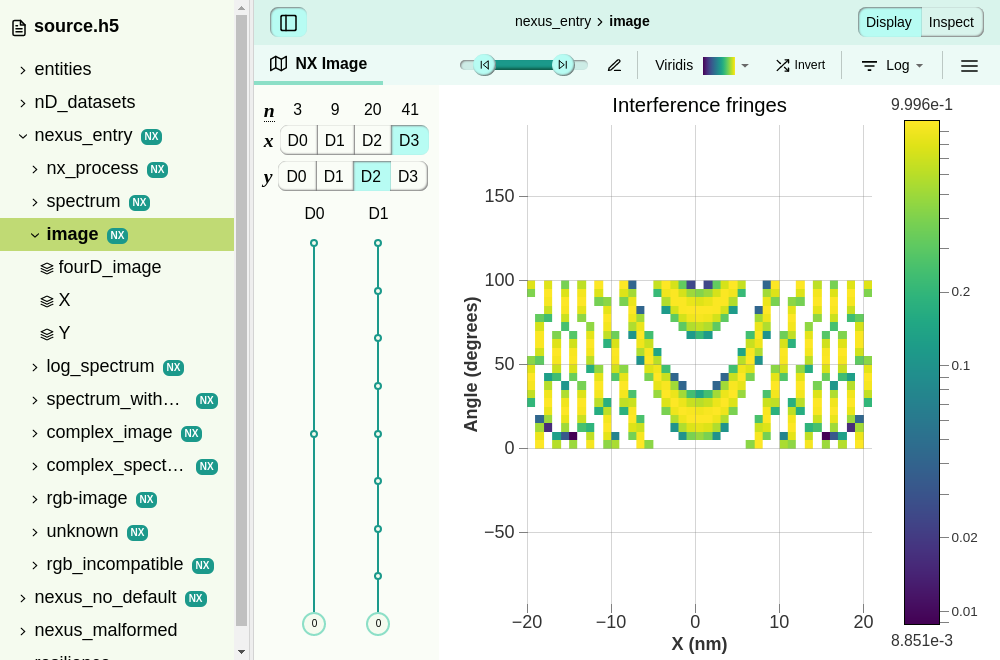 source.h5
entities
nD_datasets
nexus_entry NX
nx_process NX
spectrum NX
image NX
fourD_image
X
Y
log_spectrum NX
spectrum_with… NX
complex_image NX
complex_spect… NX
rgb-image NX
unknown NX
rgb_incompatible NX
nexus_no_default NX
nexus_malformed
nexus_entry > image
Display Inspect
NX Image
Viridis
Invert
Log
n 3 9 20 41
x D0 D1 D2 D3
y D0 D1 D2 D3
D0 D1
0 0
Interference fringes
Angle (degrees)
150
100
50
0
−50
−20 −10 0 10 20
X (nm)
9.996e-1
0.2
0.1
0.02
0.01
8.851e-3